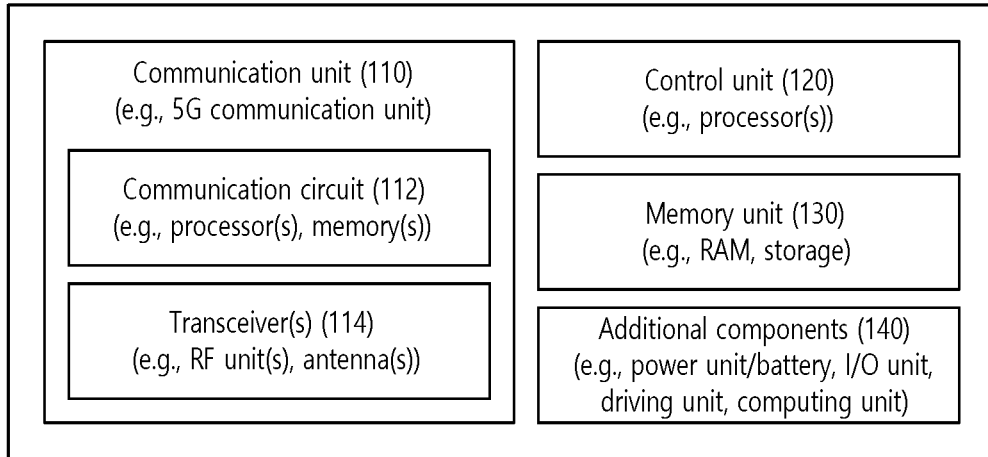 Communication unit (110)
(e.g., 5G communication unit)
Communication circuit (112)
(e.g., processor(s), memory(s))
Transceiver(s) (114)
(e.g., RF unit(s), antenna(s))
Control unit (120)
(e.g., processor(s))
Memory unit (130)
(e.g., RAM, storage)
Additional components (140)
(e.g., power unit/battery, I/O unit,
driving unit, computing unit)